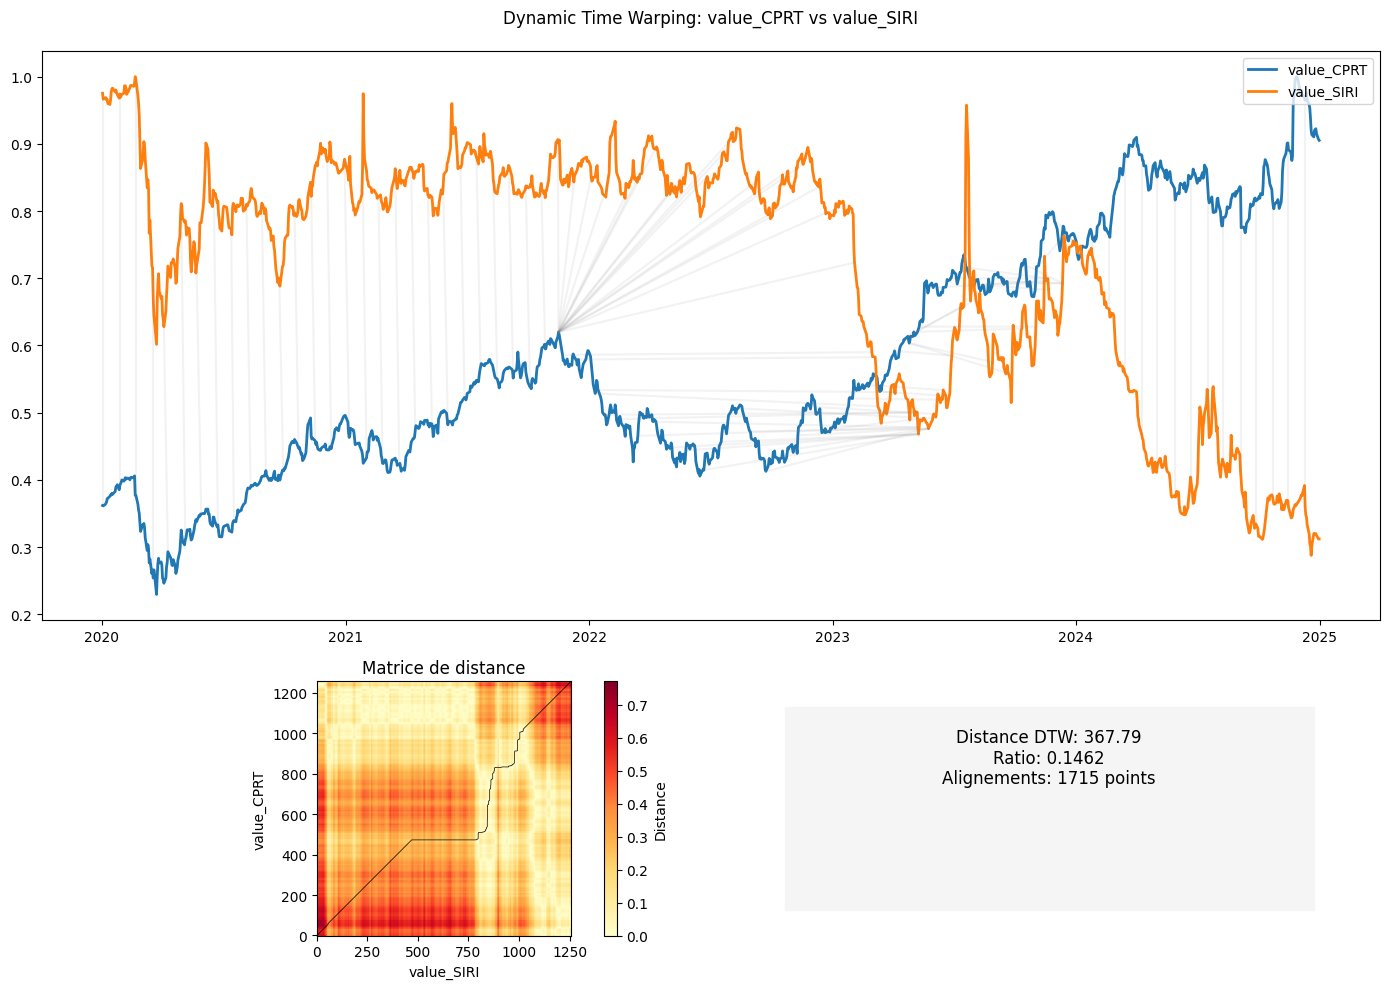 Dynamic Time Warping: value_CPRT vs value_SIRI
value_CPRT
value_SIRI
1.0
0.9
0.8
0.7
0.6
0.5
0.4
0.3
0.2
2020 2021 2022 2023 2024 2025
Matrice de distance
value_CPRT
1200
1000
800
600
400
200
0
0 250 500 750 1000 1250
value_SIRI
0.7
0.6
0.5
0.4
0.3
0.2
0.1
0.0
Distance
Distance DTW: 367.79
Ratio: 0.1462
Alignements: 1715 points